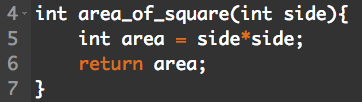 4 int area_of_square(int side){
5     int area = side*side;
6     return area;
7 }